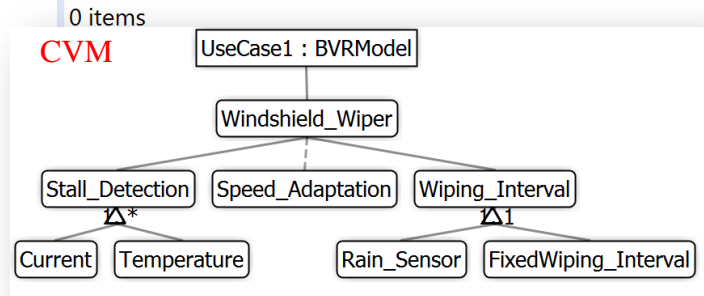 0 items
CVM
UseCase1 : BVRModel
Windshield_Wiper
Stall_Detection Speed_Adaptation Wiping_Interval
1..* 1..1
Current Temperature Rain_Sensor FixedWiping_Interval